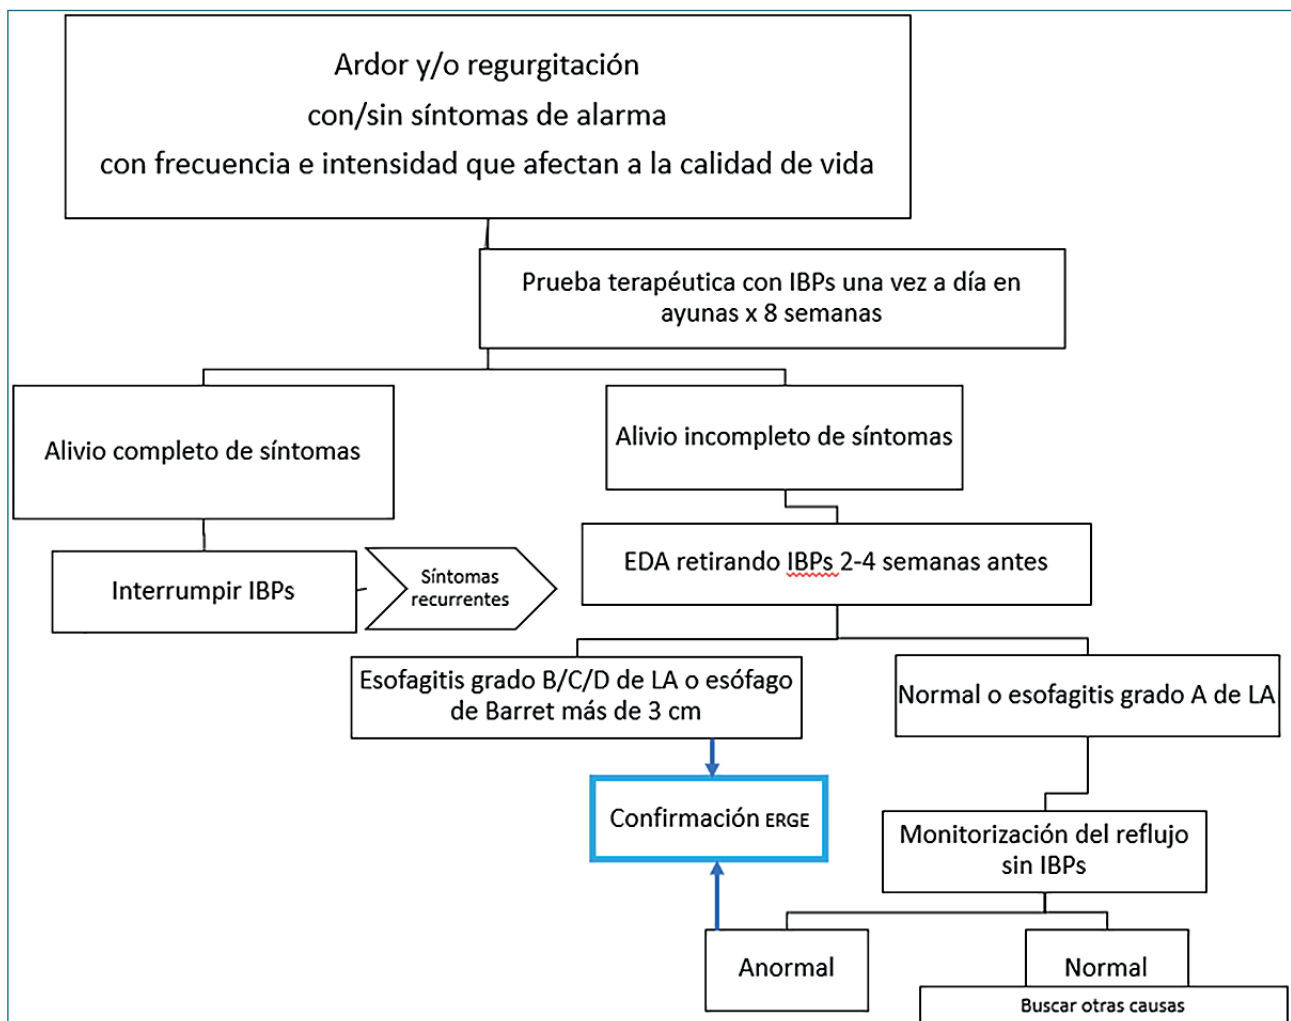 Ardor y/o regurgitación
con/sin síntomas de alarma
con frecuencia e intensidad que afectan a la calidad de vida
Prueba terapéutica con IBPs una vez a día en
ayunas x 8 semanas
Alivio completo de síntomas
Alivio incompleto de síntomas
Interrumpir IBPs
Síntomas
recurrentes
EDA retirando IBPs 2-4 semanas antes
Esofagitis grado B/C/D de LA o esófago
de Barret más de 3 cm
Normal o esofagitis grado A de LA
Confirmación ERGE
Monitorización del reflujo
sin IBPs
Anormal
Normal
Buscar otras causas